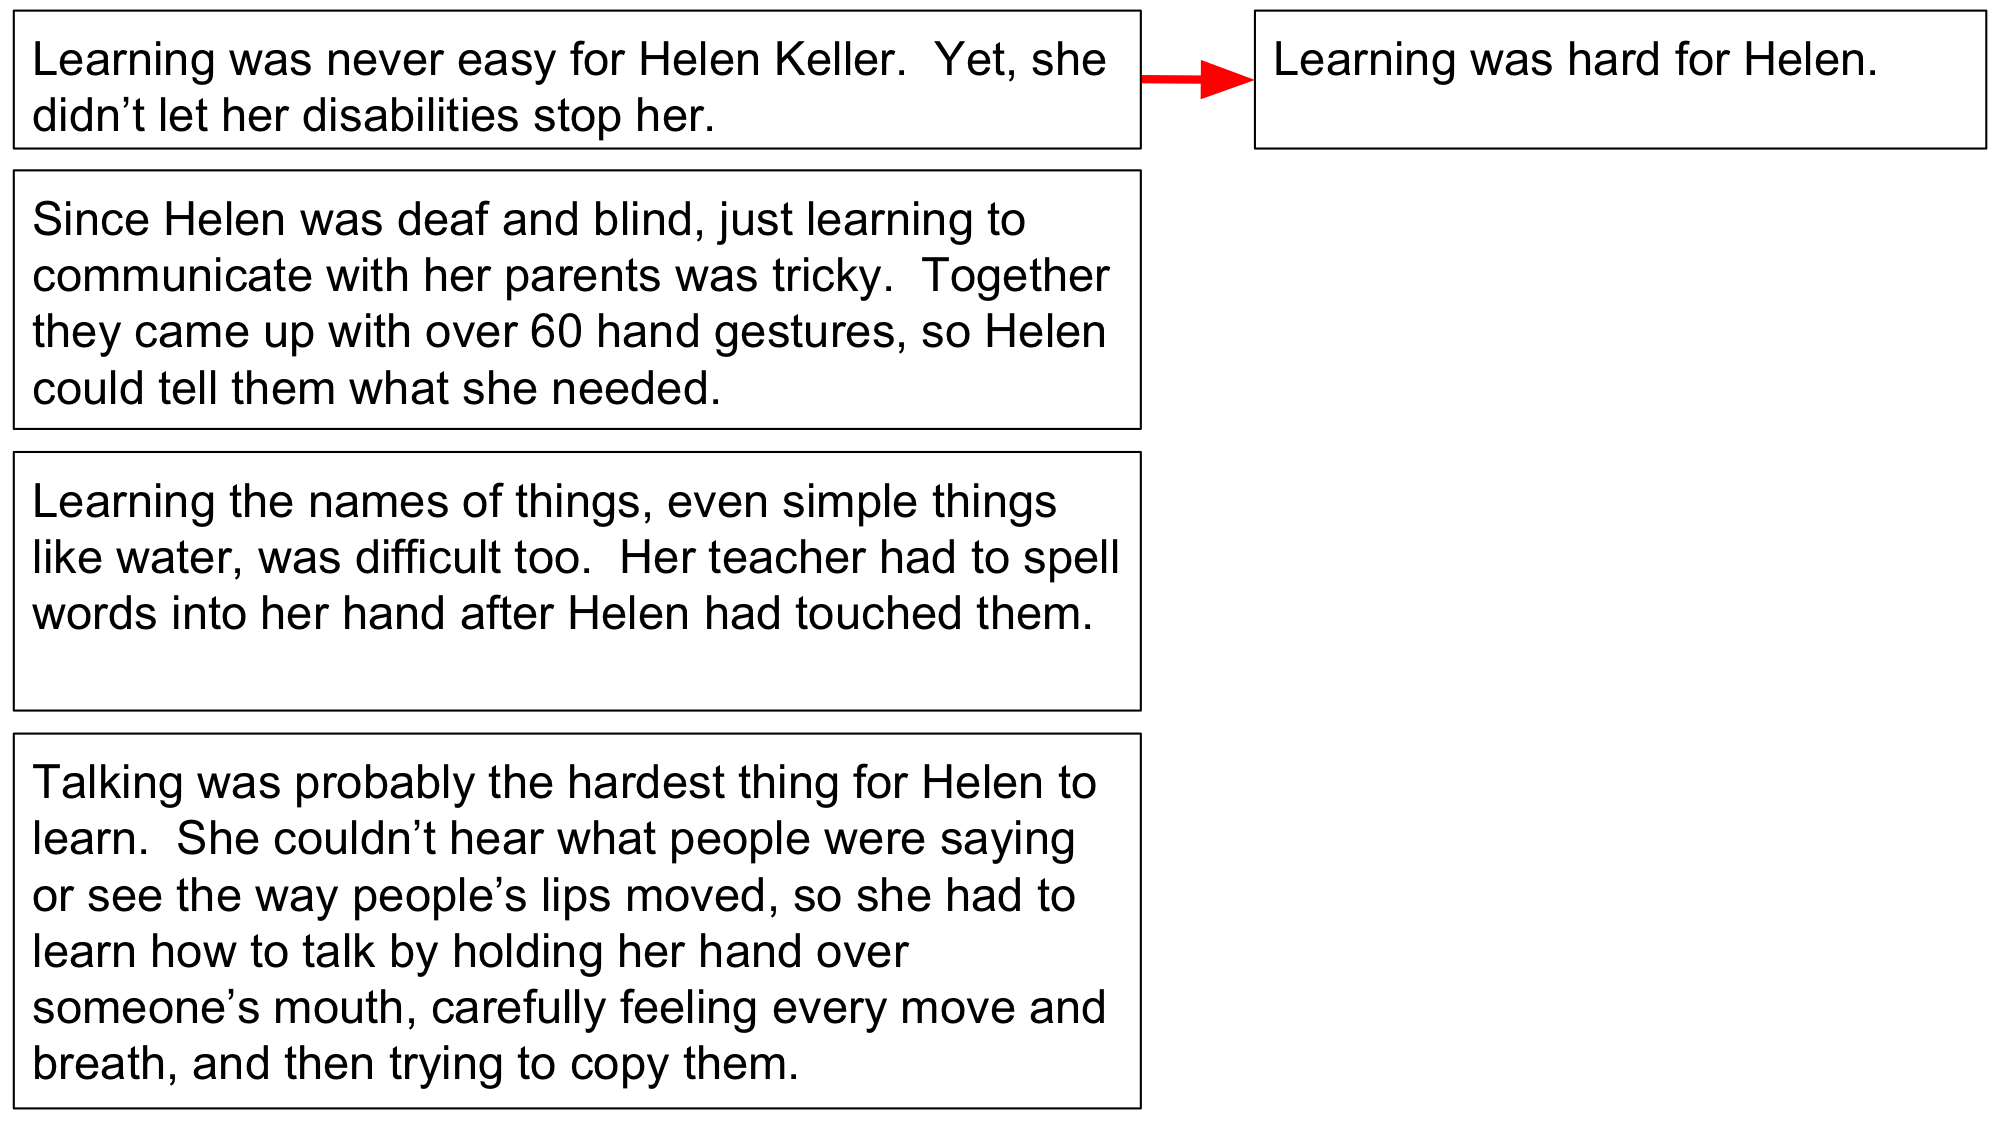 Learning was never easy for Helen Keller.  Yet, she
didn’t let her disabilities stop her.
Learning was hard for Helen.
Since Helen was deaf and blind, just learning to
communicate with her parents was tricky.  Together
they came up with over 60 hand gestures, so Helen
could tell them what she needed.
Learning the names of things, even simple things
like water, was difficult too.  Her teacher had to spell
words into her hand after Helen had touched them.
Talking was probably the hardest thing for Helen to
learn.  She couldn’t hear what people were saying
or see the way people’s lips moved, so she had to
learn how to talk by holding her hand over
someone’s mouth, carefully feeling every move and
breath, and then trying to copy them.